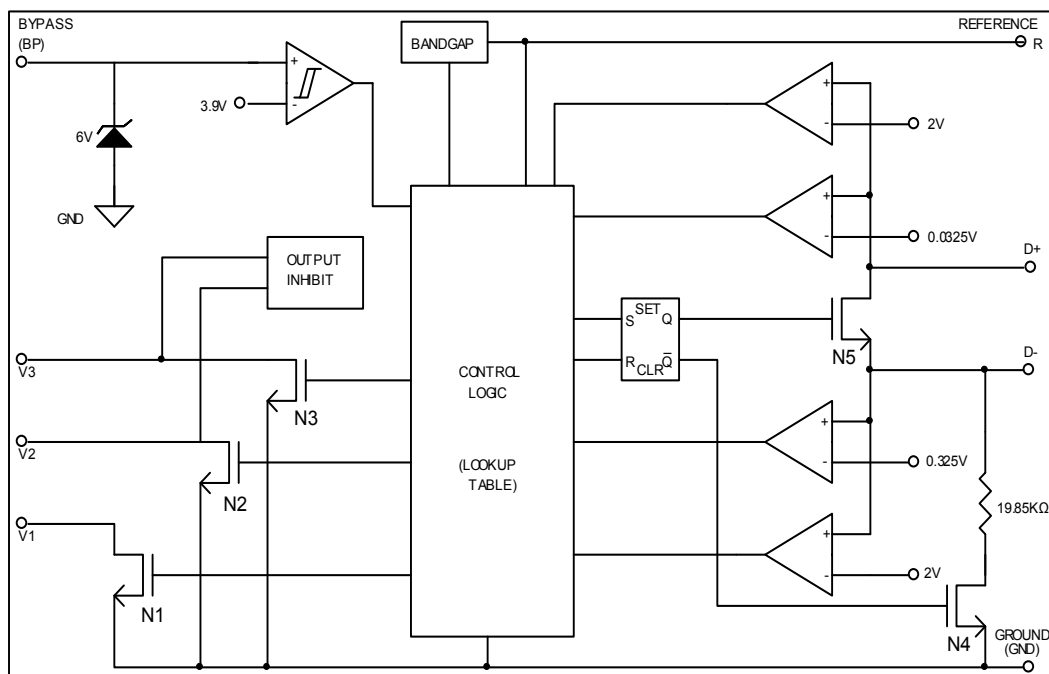 BYPASS
(BP)
REFERENCE
R
BANDGAP
+
-
3.9V
6V
GND
+
-
2V
+
-
0.0325V
D+
OUTPUT
INHIBIT
S SET Q
R CLR Q̅
N5
D-
V3
N3
CONTROL
LOGIC
(LOOKUP
TABLE)
+
-
0.325V
V2
N2
19.85KΩ
V1
+
-
2V
N1
N4
GROUND
(GND)